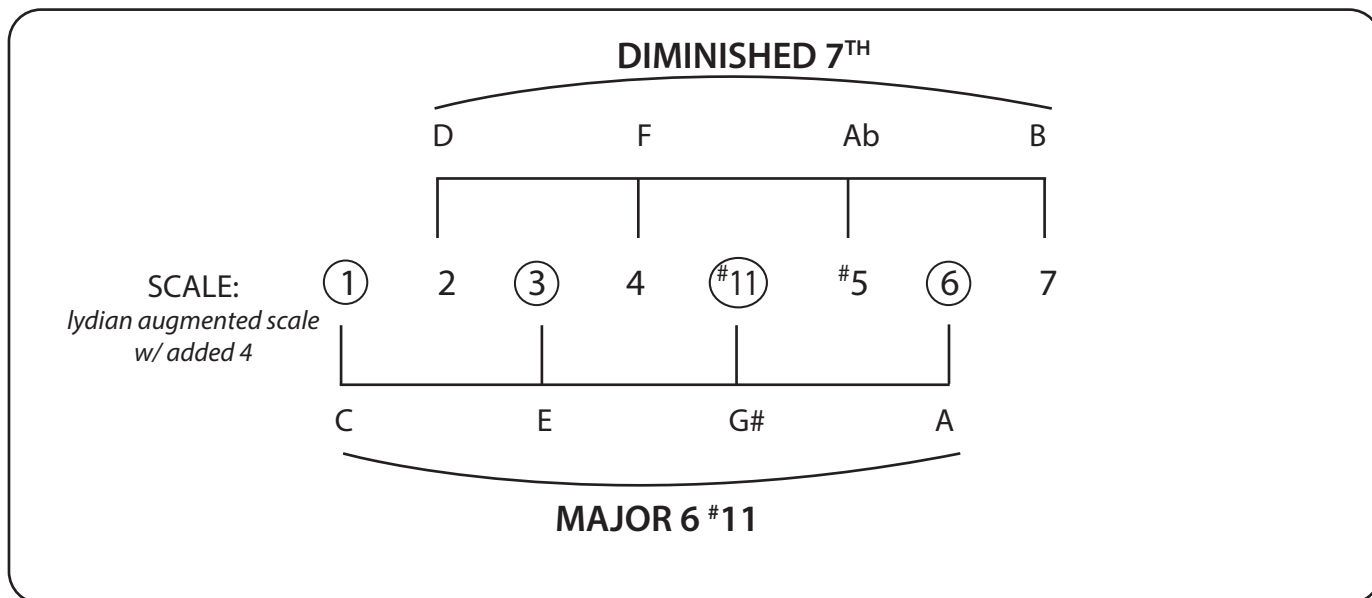 DIMINISHED 7TH
D F Ab B
SCALE: 1 2 3 4 #11 #5 6 7
lydian augmented scale
w/ added 4
C E G# A
MAJOR 6 #11